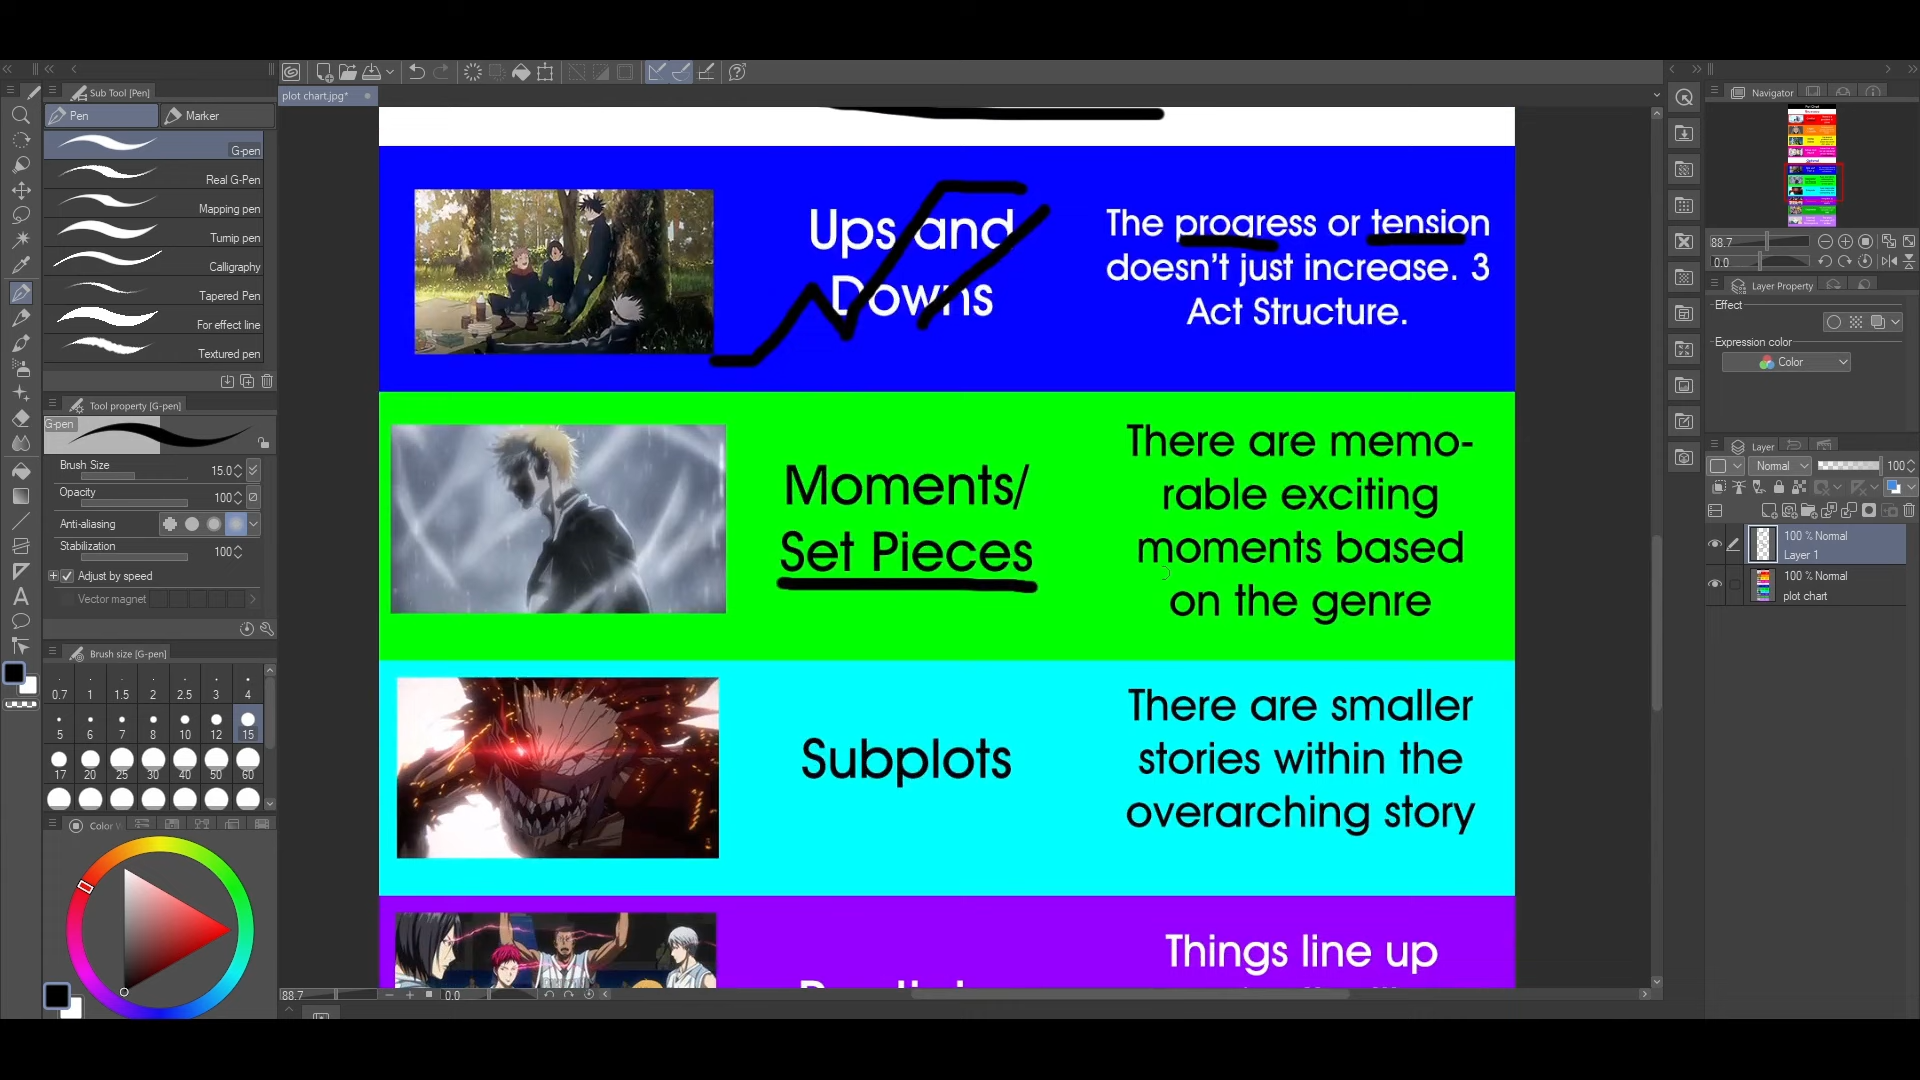 Sub Tool [Pen]
Pen
Marker
G-pen
Real G-Pen
Mapping pen
Turnip pen
Calligraphy
Tapered Pen
For effect line
Textured pen
Tool property [G-pen]
G-pen
Brush Size
15.0
Opacity
100
Anti-aliasing
Stabilization
100
Adjust by speed
Vector magnet
Brush size [G-pen]
0.7 1 1.5 2 2.5 3 4
5 6 7 8 10 12 15
17 20 25 30 40 50 60
Color
plot chart.jpg*
Ups and
Downs
The progress or tension
doesn't just increase. 3
Act Structure.
Moments/
Set Pieces
There are memo-
rable exciting
moments based
on the genre
Subplots
There are smaller
stories within the
overarching story
Things line up
88.7
0.0
Navigator
88.7
0.0
Layer Property
Effect
Expression color
Color
Layer
Normal
100
100 % Normal
Layer 1
100 % Normal
plot chart